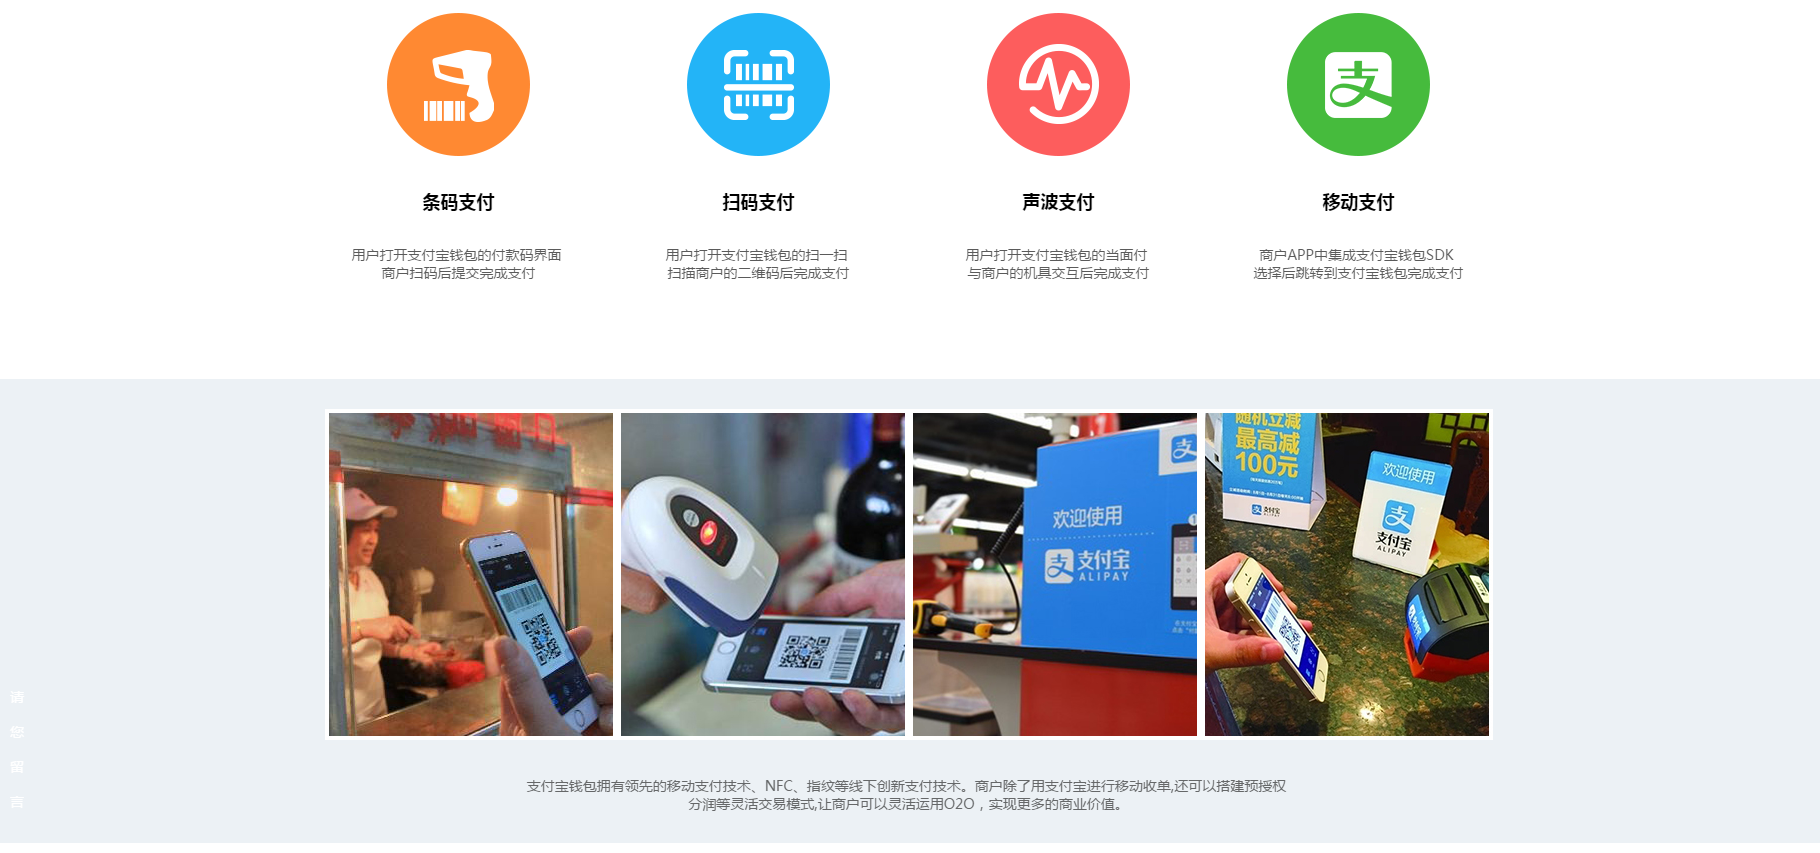 条码支付
扫码支付
声波支付
移动支付
用户打开支付宝钱包的付款码界面
商户扫码后提交完成支付
用户打开支付宝钱包的扫一扫
扫描商户的二维码后完成支付
用户打开支付宝钱包的当面付
与商户的机具交互后完成支付
商户APP中集成支付宝钱包SDK
选择后跳转到支付宝钱包完成支付
欢迎使用
支付宝
ALIPAY
随机立减
最高减
100元
支付宝
ALIPAY
欢迎使用
支
支付宝
ALIPAY
支付宝
请
您
留
言
支付宝钱包拥有领先的移动支付技术、NFC、指纹等线下创新支付技术。商户除了用支付宝进行移动收单,还可以搭建预授权
分润等灵活交易模式,让商户可以灵活运用O2O，实现更多的商业价值。